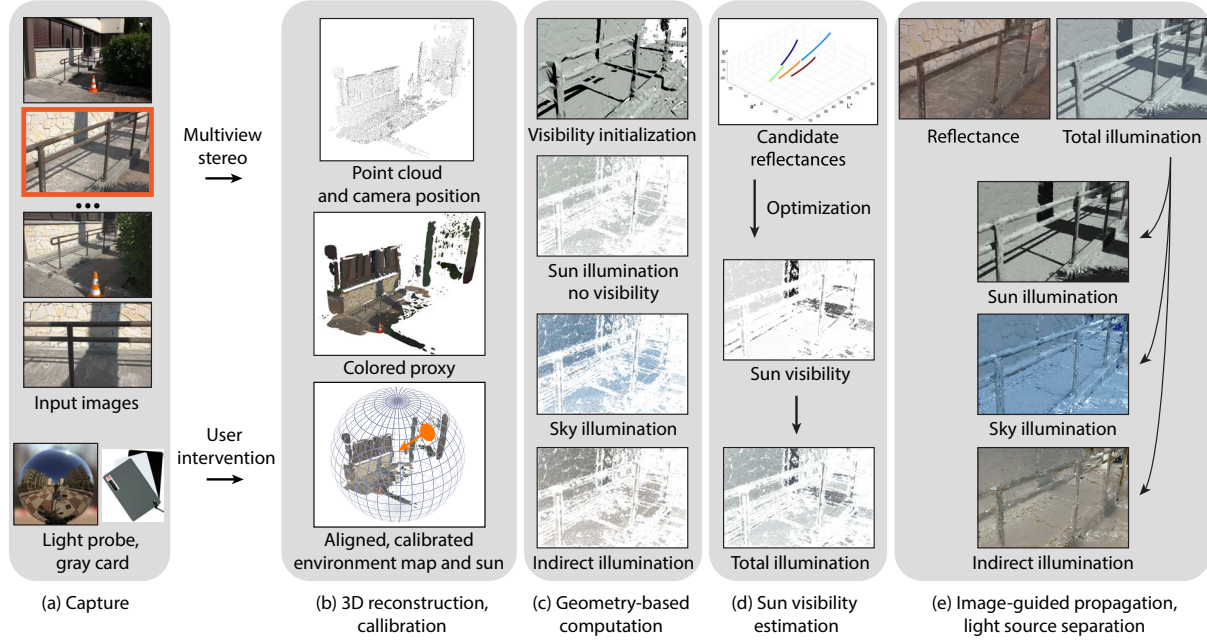 Input images
Light probe,
gray card
(a) Capture
Multiview
stereo
User
intervention
Point cloud
and camera position
Colored proxy
Aligned, calibrated
environment map and sun
(b) 3D reconstruction,
callibration
Visibility initialization
Sun illumination
no visibility
Sky illumination
Indirect illumination
(c) Geometry-based
computation
b*
a*
L*
Candidate
reflectances
Optimization
Sun visibility
Total illumination
(d) Sun visibility
estimation
Reflectance
Total illumination
Sun illumination
Sky illumination
Indirect illumination
(e) Image-guided propagation,
light source separation